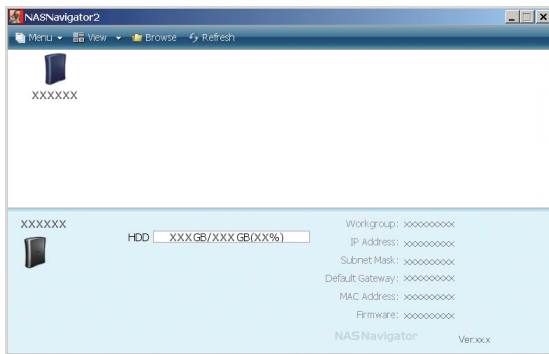 NASNavigator2
Menu View Browse Refresh
XXXXXX
XXXXXX
HDD XXXGB/XXXGB(XX%)
Workgroup: xxxxxxxxx
IP Address: xxxxxxxxx
Subnet Mask: xxxxxxxxx
Default Gateway: xxxxxxxxx
MAC Address: xxxxxxxxx
Firmware: xxxxxxxxx
NASNavigator Ver.xx.x